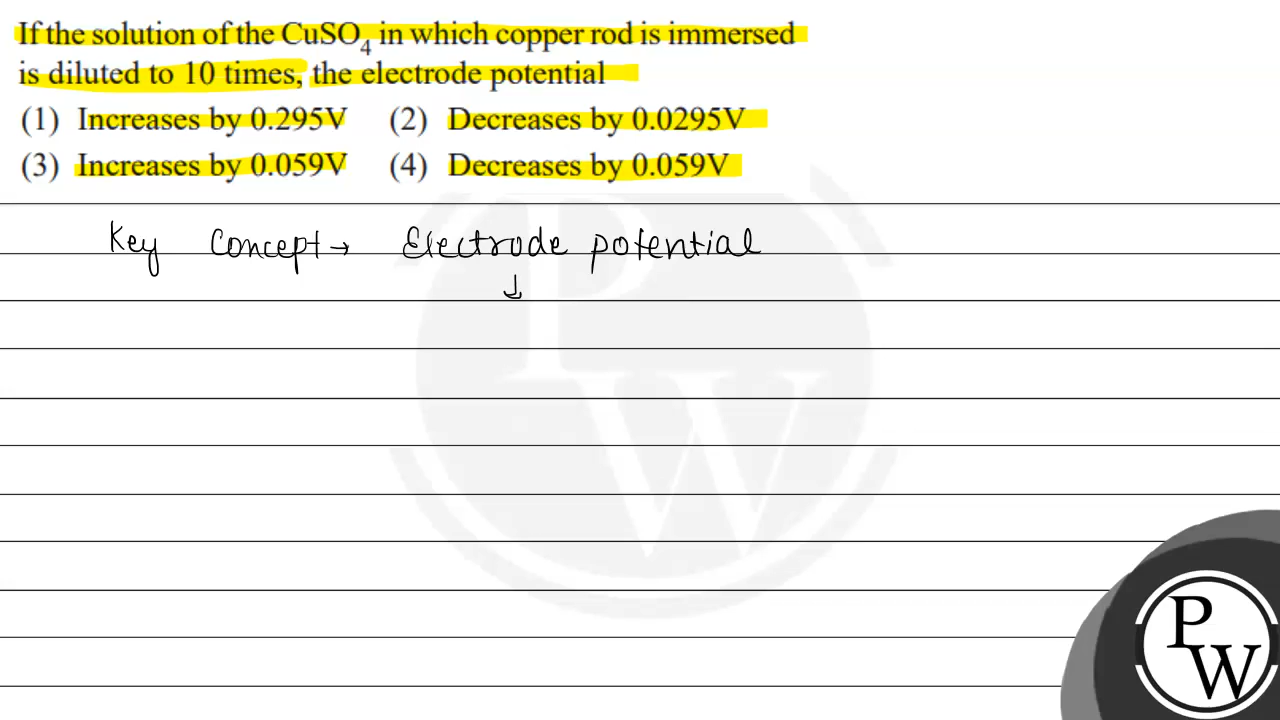 If the solution of the CuSO₄ in which copper rod is immersed
is diluted to 10 times, the electrode potential
(1) Increases by 0.295V (2) Decreases by 0.0295V
(3) Increases by 0.059V (4) Decreases by 0.059V
Key Concept → Electrode potential
↓
P
W
P
W